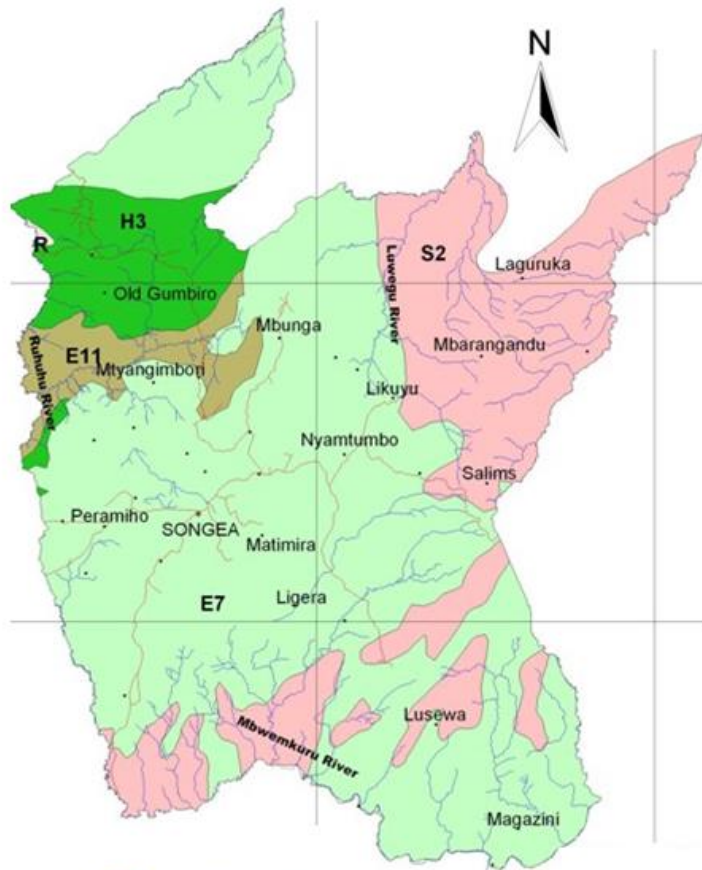 N
H3
R
S2
Laguruka
Luwegu River
Old Gumbiro
Mbunga
E11
Mbarangandu
Ruhuhu River
Mtyangimbori
Likuyu
Nyamtumbo
Salims
Peramiho
SONGEA
Matimira
E7
Ligera
Lusewa
Mbwemkuru River
Magazini